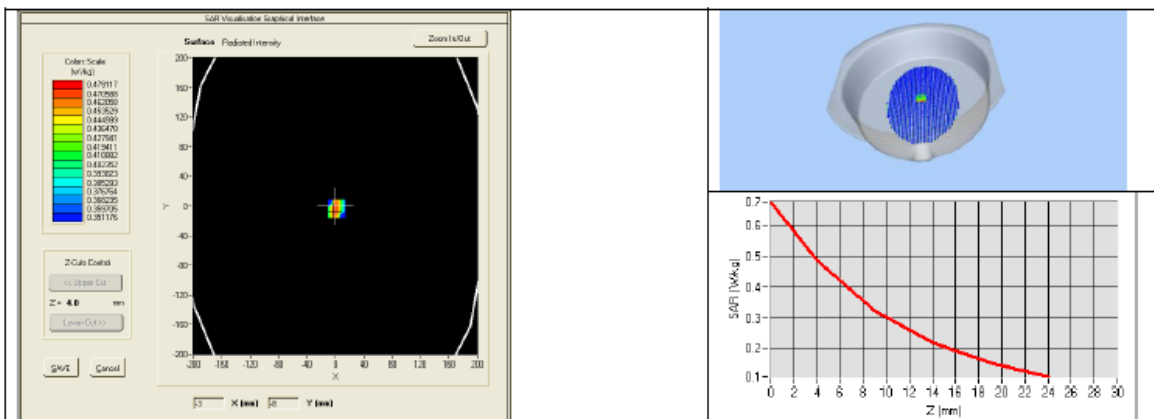 SAR Visualisation Graphical Interface
Surface Radiated Intensity
Zoom In/Out
Colors Scale
(W/kg)
0.479117
0.470588
0.462059
0.453529
0.444999
0.436470
0.427941
0.419411
0.410882
0.402352
0.393823
0.385293
0.376764
0.368235
0.359705
0.351176
200
160
120
80
40
0
-40
-80
-120
-160
-200
Y
-200 -160 -120 -80 -40 0 40 80 120 160 200
X
Z-Cuts Control
<< Upper Cut
Z = 4.0 mm
Lower Cut >>
SAVE Cancel
-3 X (mm) -8 Y (mm)
SAR (W/kg)
0.7
0.6
0.5
0.4
0.3
0.2
0.1
0 2 4 6 8 10 12 14 16 18 20 22 24 26 28 30
Z (mm)